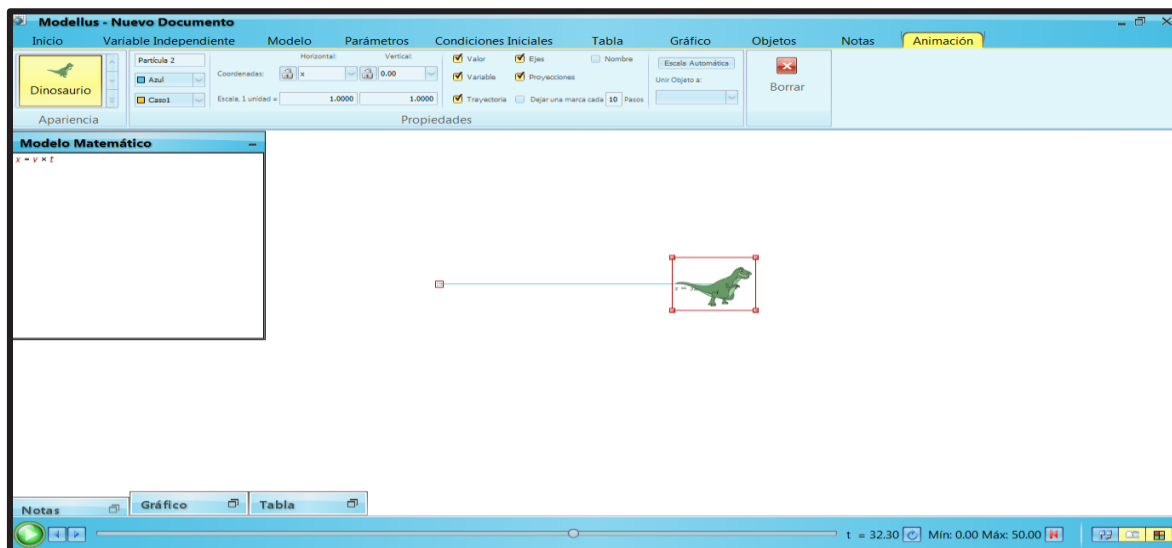 Modellus - Nuevo Documento
Inicio Variable Independiente Modelo Parámetros Condiciones Iniciales Tabla Gráfico Objetos Notas Animación
Dinosaurio
Apariencia
Partícula 2
Azul
Caso1
Horizontal: Vertical:
Coordenadas: x 0.00
Escala, 1 unidad = 1.0000 1.0000
Valor Ejes Nombre
Variable Proyecciones
Trayectoria Dejar una marca cada 10 Pasos
Escala Automática
Unir Objeto a:
Propiedades
Borrar
Modelo Matemático
x = v × t
Notas Gráfico Tabla
t = 32.30 Mín: 0.00 Máx: 50.00